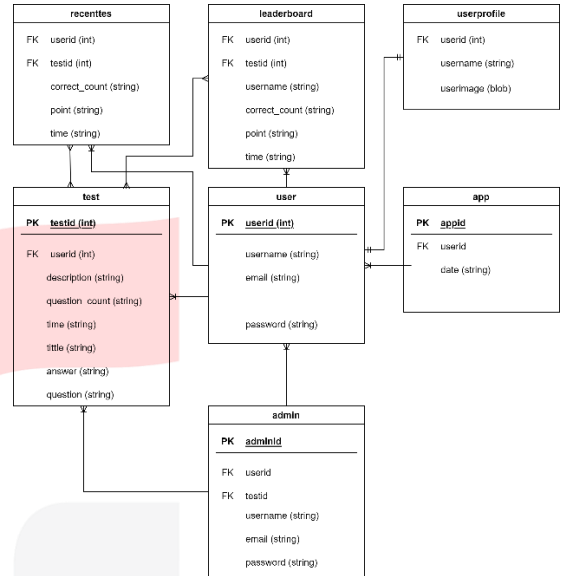 recenttes
FK userid (int)
FK testid (int)
correct_count (string)
point (string)
time (string)
leaderboard
FK userid (int)
FK testid (int)
username (string)
correct_count (string)
point (string)
time (string)
userprofile
FK userid (int)
username (string)
userImage (blob)
test
PK testid (int)
FK userid (int)
description (string)
question_count (string)
time (string)
tittle (string)
answer (string)
question (string)
user
PK userid (int)
username (string)
email (string)
password (string)
app
PK appid
FK userid
date (string)
admin
PK adminid
FK userid
FK testid
username (string)
email (string)
password (string)